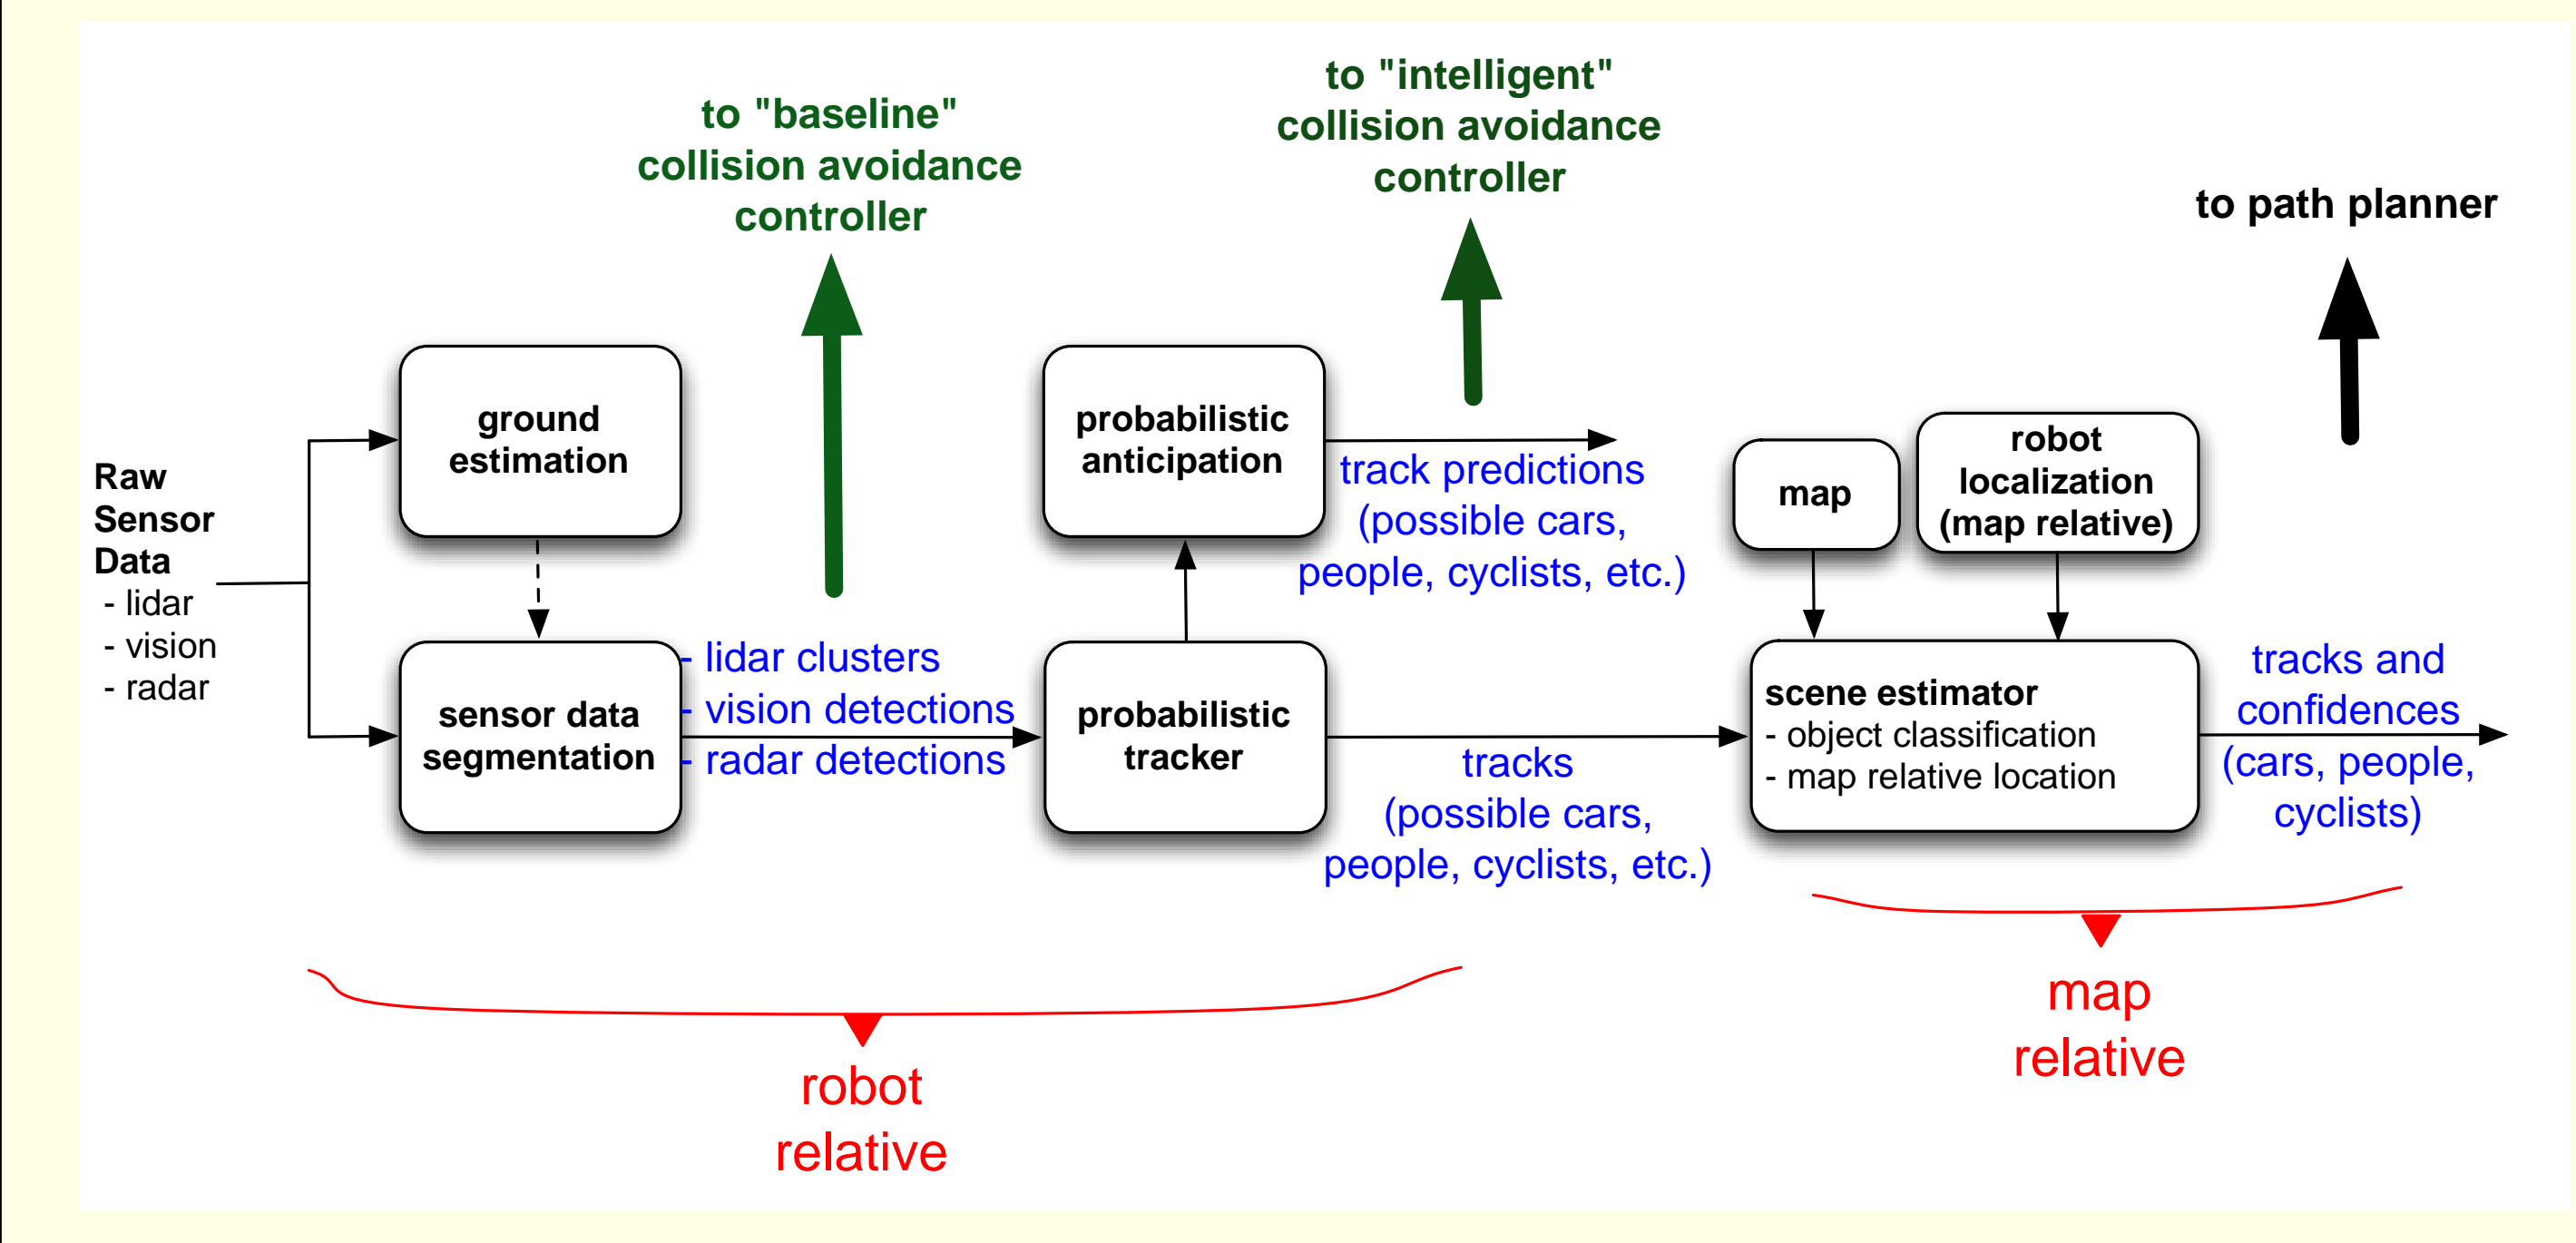 to "baseline"
collision avoidance
controller
to "intelligent"
collision avoidance
controller
to path planner
Raw
Sensor
Data
- lidar
- vision
- radar
ground
estimation
sensor data
segmentation
- lidar clusters
- vision detections
- radar detections
probabilistic
anticipation
track predictions
(possible cars,
people, cyclists, etc.)
probabilistic
tracker
tracks
(possible cars,
people, cyclists, etc.)
map
robot
localization
(map relative)
scene estimator
- object classification
- map relative location
tracks and
confidences
(cars, people,
cyclists)
robot
relative
map
relative